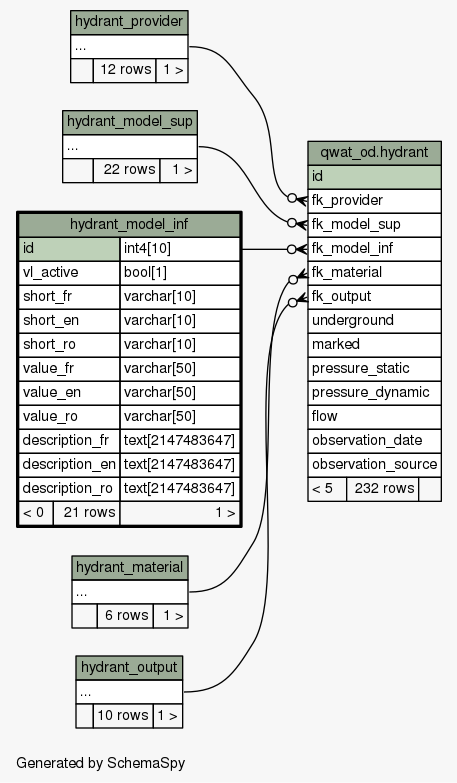 hydrant_provider
...
12 rows 1 >
hydrant_model_sup
...
22 rows 1 >
hydrant_model_inf
id int4[10]
vl_active bool[1]
short_fr varchar[10]
short_en varchar[10]
short_ro varchar[10]
value_fr varchar[50]
value_en varchar[50]
value_ro varchar[50]
description_fr text[2147483647]
description_en text[2147483647]
description_ro text[2147483647]
< 0 21 rows 1 >
hydrant_material
...
6 rows 1 >
hydrant_output
...
10 rows 1 >
qwat_od.hydrant
id
fk_provider
fk_model_sup
fk_model_inf
fk_material
fk_output
underground
marked
pressure_static
pressure_dynamic
flow
observation_date
observation_source
< 5 232 rows
Generated by SchemaSpy